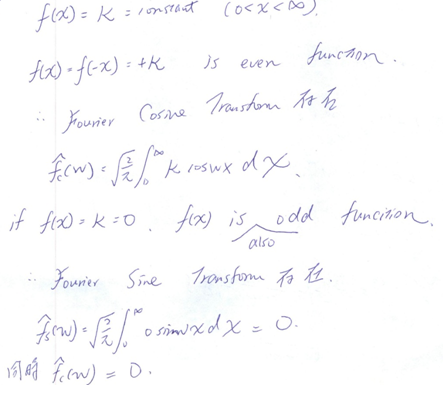 f(x) = K = constant (0<x<∞).
f(x) = f(-x) = +K is even function.
∴ Fourier Cosine Transform 存在
f̂c(w) = √(2/π) ∫₀^∞ K cos wx dx.
if f(x) = K = 0. f(x) is also odd function.
∴ Fourier Sine Transform 存在.
f̂s(w) = √(2/π) ∫₀^∞ 0 sin wx dx = 0.
同時 f̂c(w) = 0.